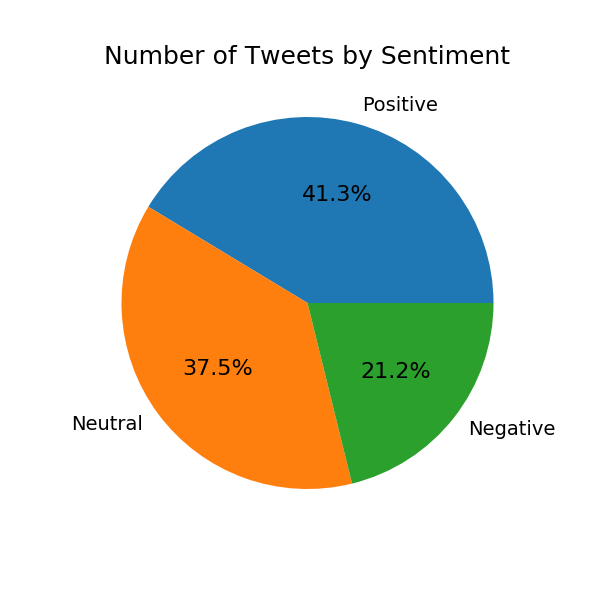 Number of Tweets by Sentiment
Positive
41.3%
37.5%
21.2%
Neutral
Negative